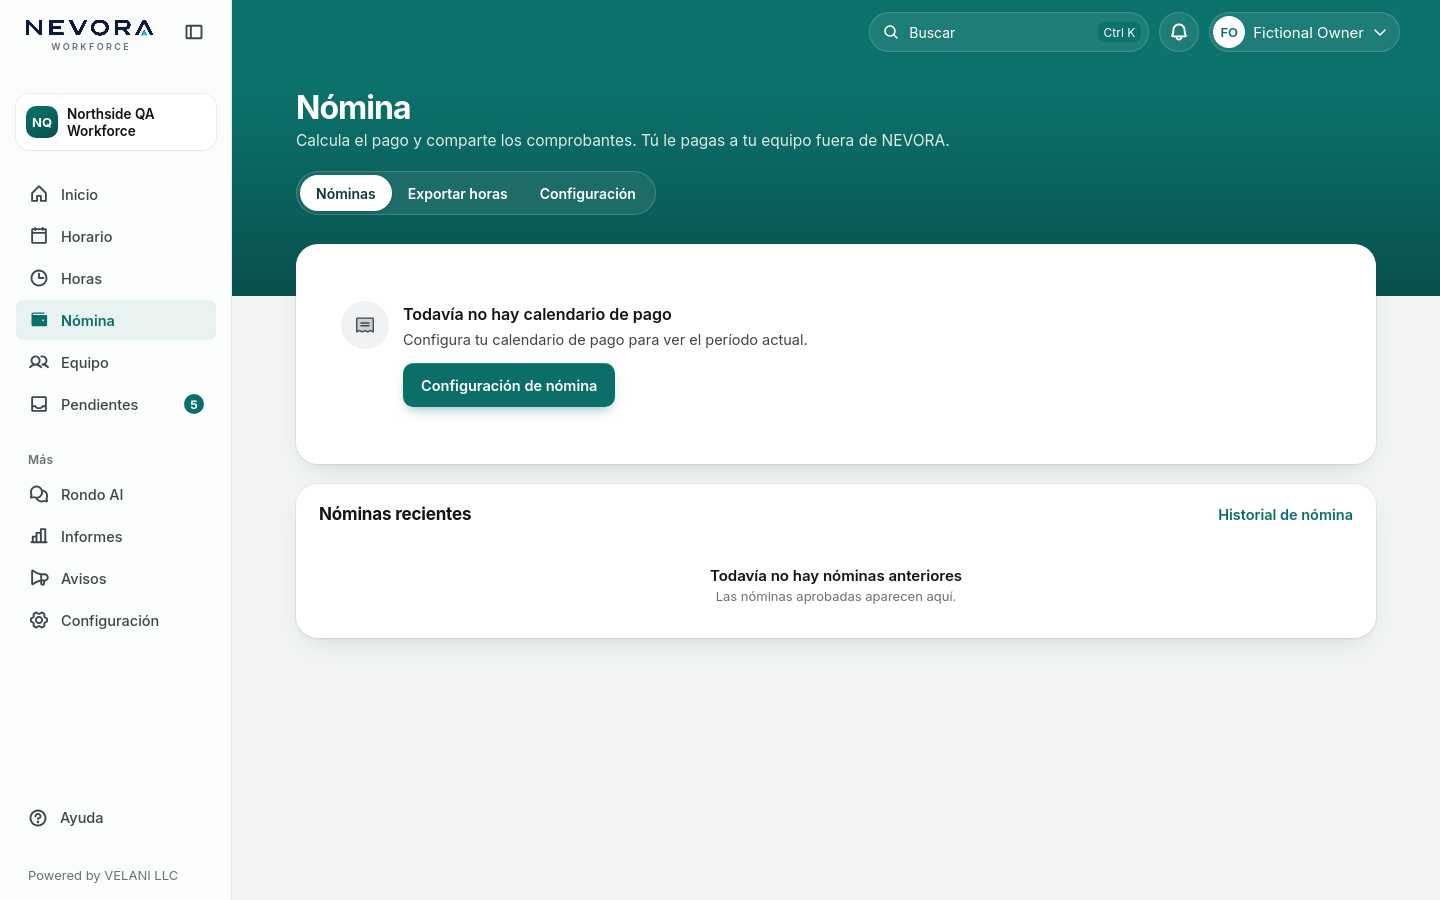 NEVORA
WORKFORCE
Buscar
Ctrl K
FO
Fictional Owner
NQ
Northside QA
Workforce
Inicio
Horario
Horas
Nómina
Equipo
Pendientes
5
Más
Rondo AI
Informes
Avisos
Configuración
Ayuda
Powered by VELANI LLC
Nómina
Calcula el pago y comparte los comprobantes. Tú le pagas a tu equipo fuera de NEVORA.
Nóminas
Exportar horas
Configuración
Todavía no hay calendario de pago
Configura tu calendario de pago para ver el período actual.
Configuración de nómina
Nóminas recientes
Historial de nómina
Todavía no hay nóminas anteriores
Las nóminas aprobadas aparecen aquí.